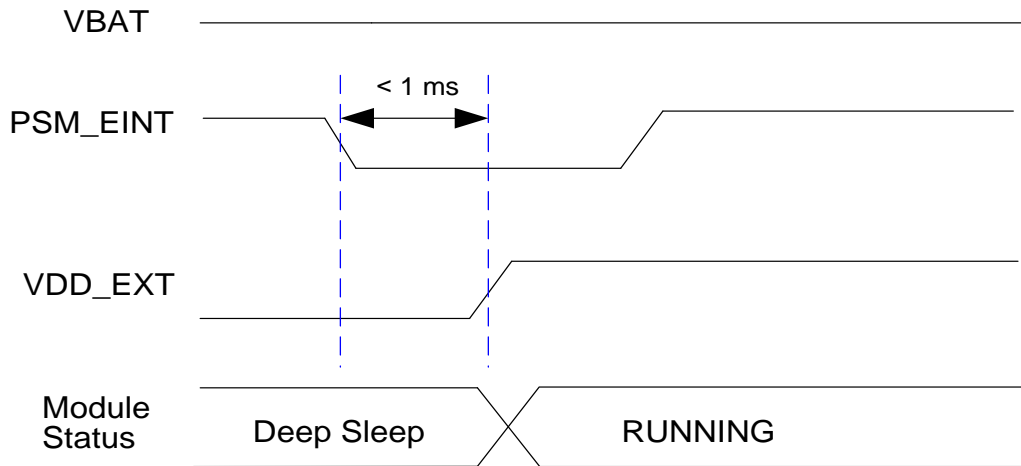 VBAT
< 1 ms
PSM_EINT
VDD_EXT
Module
Status
Deep Sleep
RUNNING